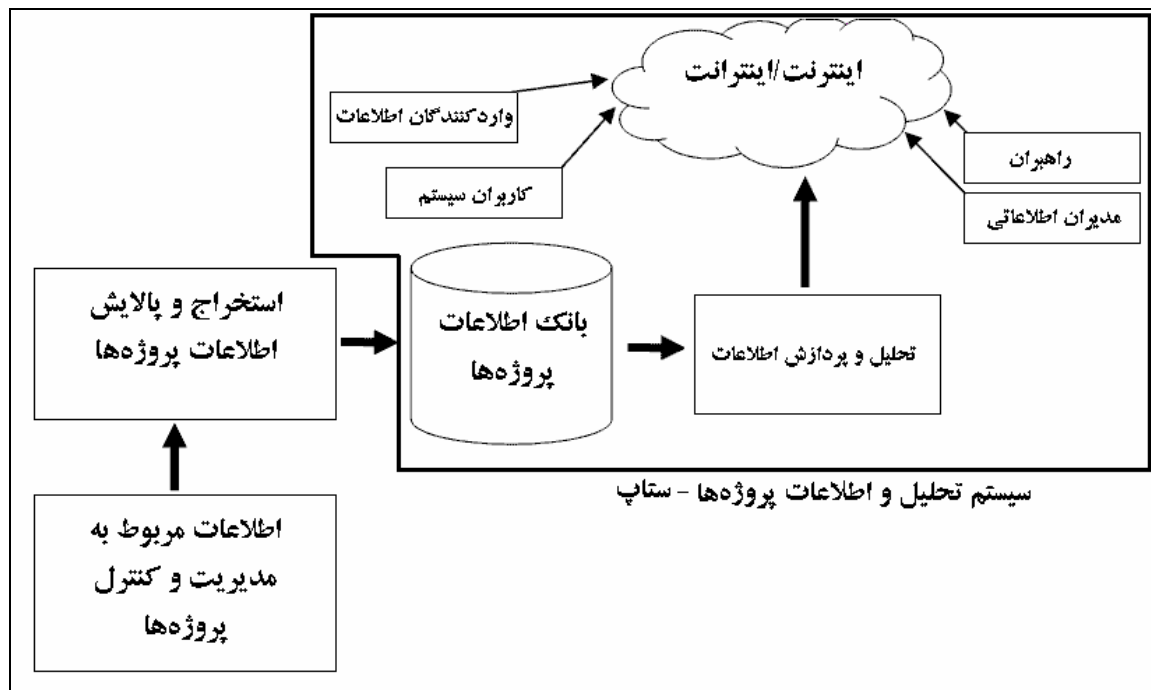 اینترنت/اینترانت
واردکنندگان اطلاعات
کاربران سیستم
راهبران
مدیران اطلاعاتی
استخراج و پالایش
اطلاعات پروژه‌ها
بانک اطلاعات
پروژه‌ها
تحلیل و پردازش اطلاعات
سیستم تحلیل و اطلاعات پروژه‌ها - ستاپ
اطلاعات مربوط به
مدیریت و کنترل
پروژه‌ها